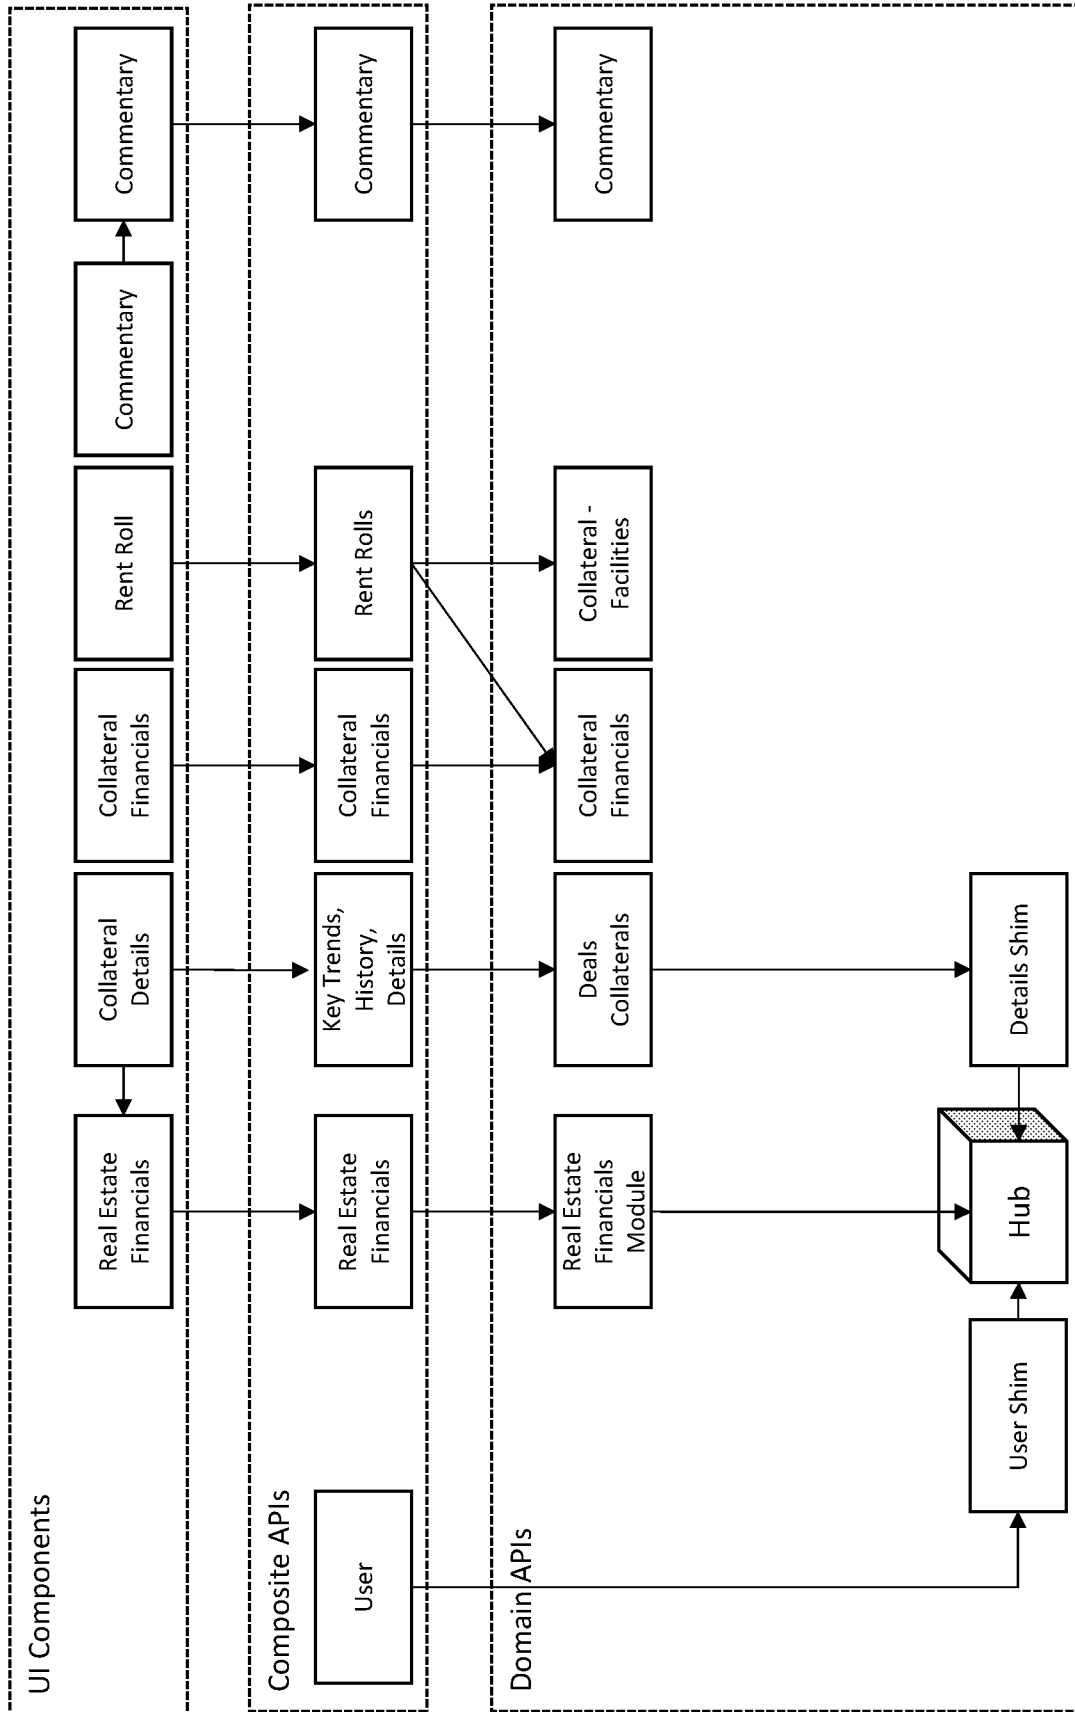 UI Components
Real Estate
Financials
Collateral
Details
Collateral
Financials
Rent Roll
Commentary
Commentary
Composite APIs
User
Real Estate
Financials
Key Trends,
History,
Details
Collateral
Financials
Rent Rolls
Commentary
Domain APIs
Real Estate
Financials
Module
Deals
Collaterals
Collateral
Financials
Collateral -
Facilities
Commentary
User Shim
Hub
Details Shim